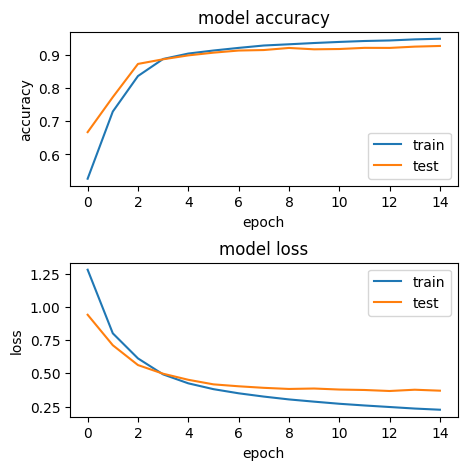 model accuracy
0.9
0.8
0.7
0.6
accuracy
train
test
0 2 4 6 8 10 12 14
epoch
model loss
1.25
1.00
0.75
0.50
0.25
loss
train
test
0 2 4 6 8 10 12 14
epoch